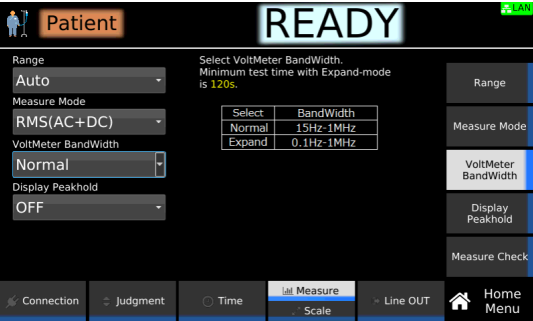 Patient
READY
LAN
Range
Auto
Measure Mode
RMS(AC+DC)
VoltMeter BandWidth
Normal
Display Peakhold
OFF
Select VoltMeter BandWidth.
Minimum test time with Expand-mode
is 120s.
Select BandWidth
Normal 15Hz-1MHz
Expand 0.1Hz-1MHz
Range
Measure Mode
VoltMeter
BandWidth
Display
Peakhold
Measure Check
Connection
Judgment
Time
Measure
Scale
Line OUT
Home
Menu